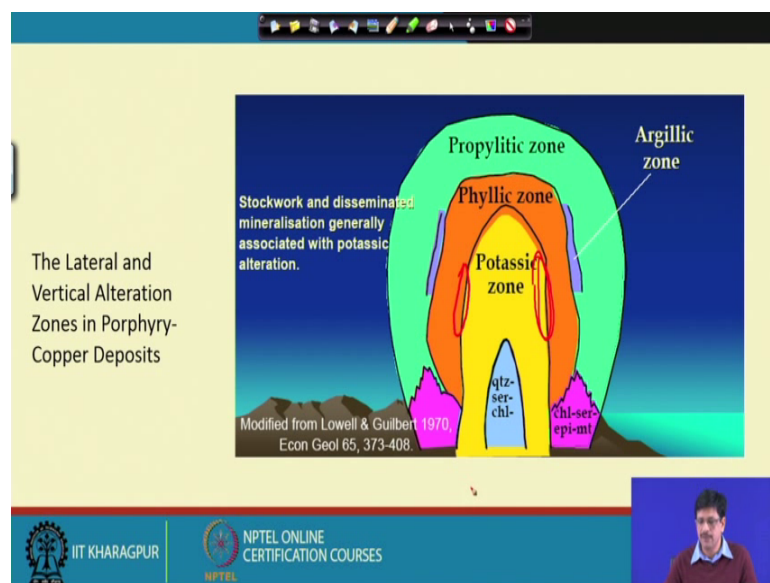 Propylitic zone
Argillic
zone
Stockwork and disseminated
mineralisation generally
associated with potassic
alteration.
Phyllic zone
Potassic
zone
The Lateral and
Vertical Alteration
Zones in Porphyry-
Copper Deposits
qtz-
ser-
chl-
chl-ser-
epi-mt
Modified from Lowell & Guilbert 1970,
Econ Geol 65, 373-408.
IIT KHARAGPUR
NPTEL
NPTEL ONLINE
CERTIFICATION COURSES